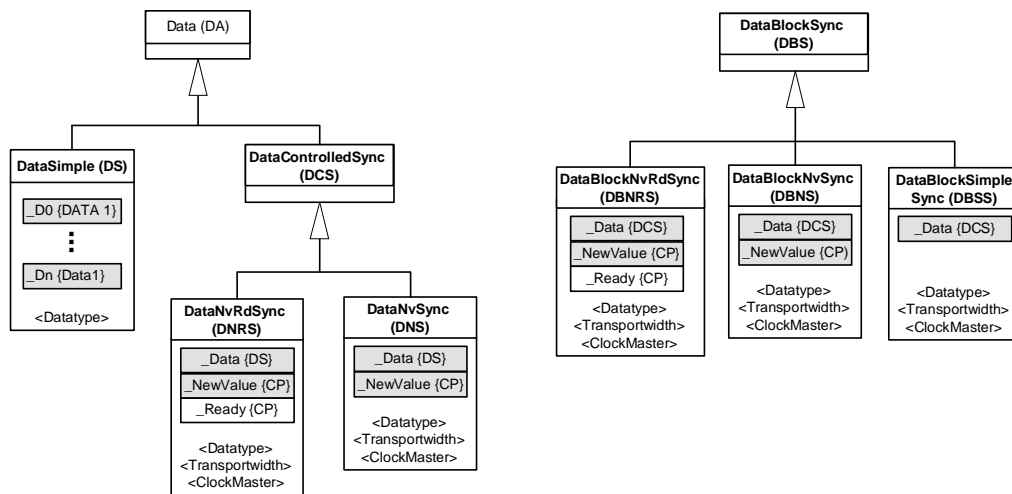 Data (DA)
DataSimple (DS)
_D0 {DATA 1}
_Dn {Data1}
<Datatype>
DataControlledSync
(DCS)
DataNvRdSync
(DNRS)
_Data {DS}
_NewValue {CP}
_Ready {CP}
<Datatype>
<Transportwidth>
<ClockMaster>
DataNvSync
(DNS)
_Data {DS}
_NewValue {CP}
<Datatype>
<Transportwidth>
<ClockMaster>
DataBlockSync
(DBS)
DataBlockNvRdSync
(DBNRS)
_Data {DCS}
_NewValue {CP}
_Ready {CP}
<Datatype>
<Transportwidth>
<ClockMaster>
DataBlockNvSync
(DBNS)
_Data {DCS}
_NewValue {CP)
<Datatype>
<Transportwidth>
<ClockMaster>
DataBlockSimple
Sync (DBSS)
_Data {DCS}
<Datatype>
<Transportwidth>
<ClockMaster>